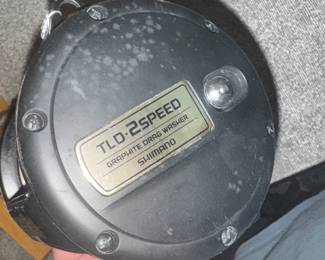 TLD·2SPEED
GRAPHITE DRAG WASHER
SHIMANO